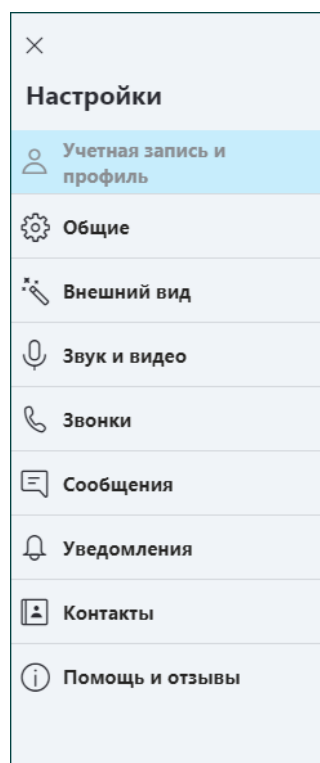 Настройки
Учетная запись и
профиль
Общие
Внешний вид
Звук и видео
Звонки
Сообщения
Уведомления
Контакты
Помощь и отзывы